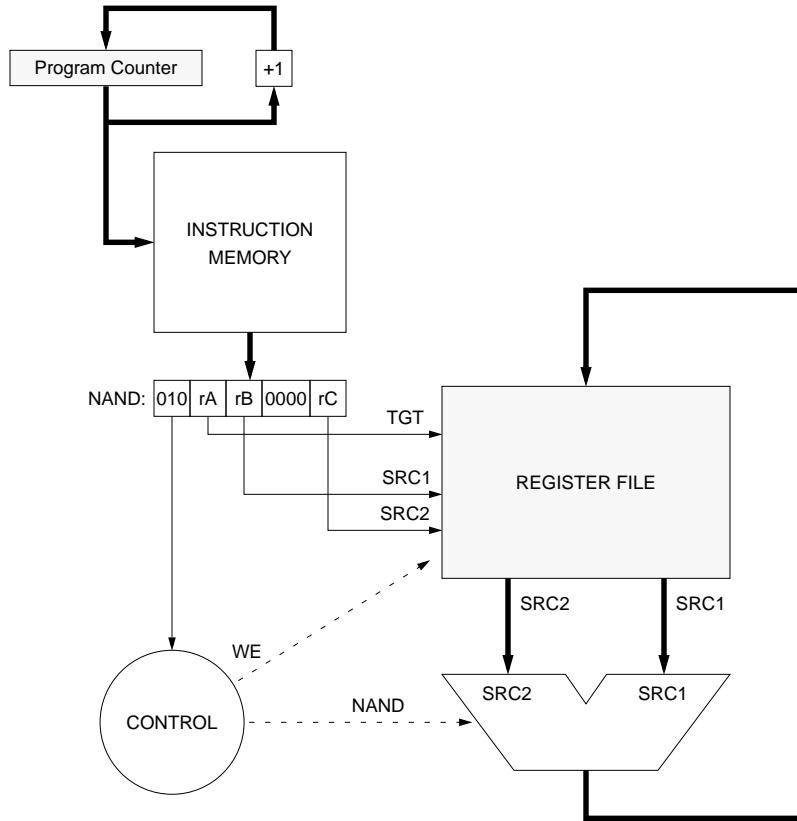 Program Counter
+1
INSTRUCTION
MEMORY
NAND: 010 rA rB 0000 rC
TGT
SRC1
REGISTER FILE
SRC2
SRC2
SRC1
WE
SRC2
SRC1
NAND
CONTROL